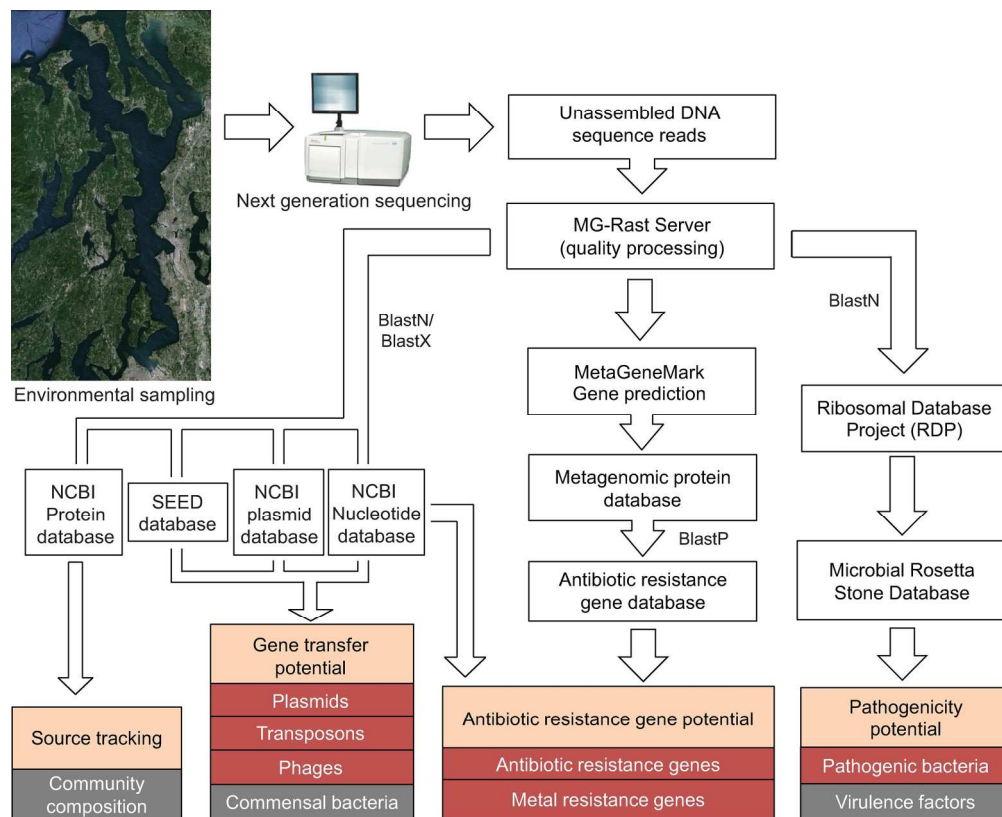 Unassembled DNA
sequence reads
Next generation sequencing
MG-Rast Server
(quality processing)
BlastN/
BlastX
BlastN
Environmental sampling
MetaGeneMark
Gene prediction
Ribosomal Database
Project (RDP)
NCBI
Protein
database
SEED
database
NCBI
plasmid
database
NCBI
Nucleotide
database
Metagenomic protein
database
BlastP
Antibiotic resistance
gene database
Microbial Rosetta
Stone Database
Source tracking
Community
composition
Gene transfer
potential
Plasmids
Transposons
Phages
Commensal bacteria
Antibiotic resistance gene potential
Antibiotic resistance genes
Metal resistance genes
Pathogenicity
potential
Pathogenic bacteria
Virulence factors